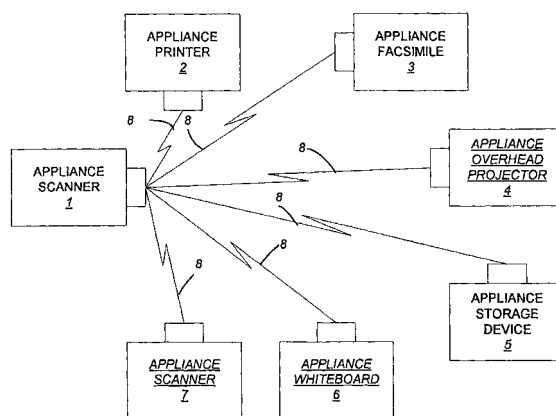 APPLIANCE
PRINTER
2
APPLIANCE
FACSIMILE
3
8
8
APPLIANCE
SCANNER
1
8
APPLIANCE
OVERHEAD
PROJECTOR
4
8
8
8
APPLIANCE
STORAGE
DEVICE
5
APPLIANCE
SCANNER
7
APPLIANCE
WHITEBOARD
6